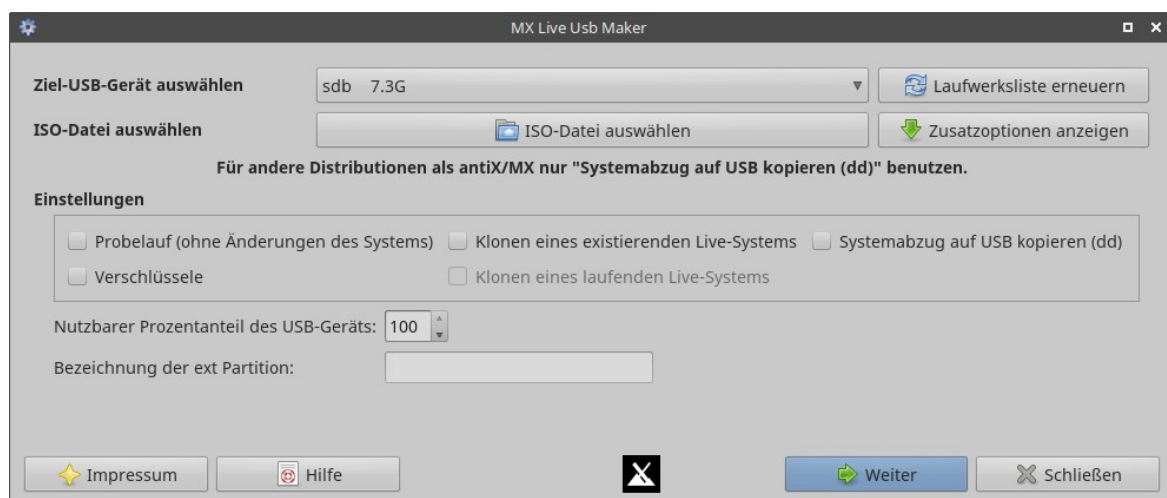 MX Live Usb Maker
Ziel-USB-Gerät auswählen sdb 7.3G Laufwerksliste erneuern
ISO-Datei auswählen ISO-Datei auswählen Zusatzoptionen anzeigen
Für andere Distributionen als antiX/MX nur "Systemabzug auf USB kopieren (dd)" benutzen.
Einstellungen
Probelauf (ohne Änderungen des Systems) Klonen eines existierenden Live-Systems Systemabzug auf USB kopieren (dd)
Verschlüssele Klonen eines laufenden Live-Systems
Nutzbarer Prozentanteil des USB-Geräts: 100
Bezeichnung der ext Partition:
Impressum Hilfe Weiter Schließen